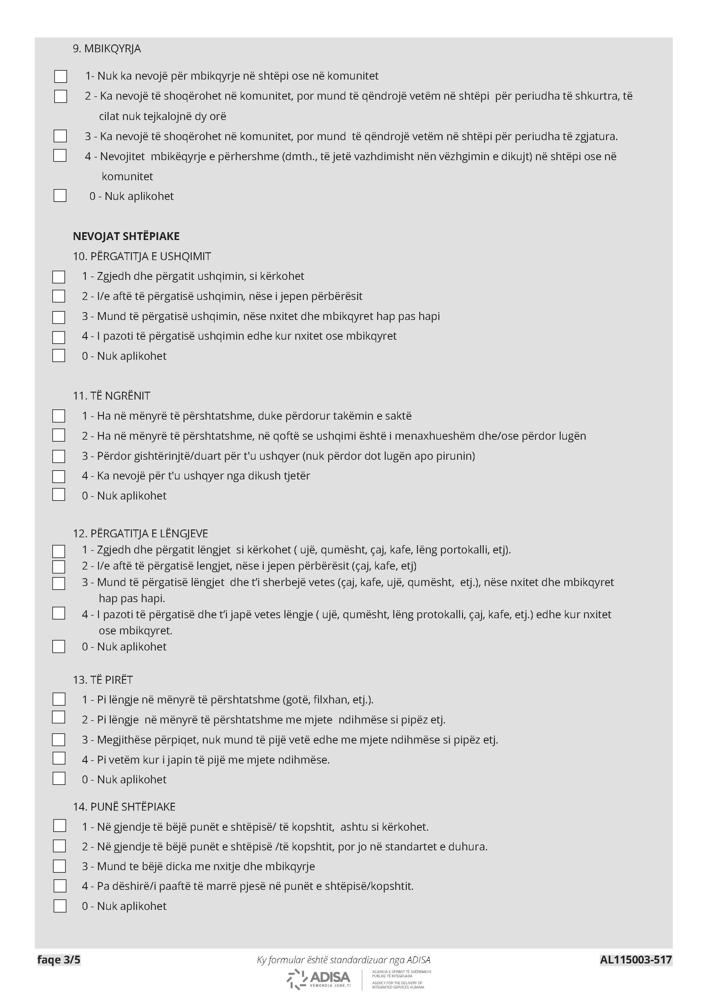 9. MBIKQYRJA
1- Nuk ka nevojë për mbikqyrje në shtëpi ose në komunitet
2 - Ka nevojë të shoqërohet në komunitet, por mund të qëndrojë vetëm në shtëpi për periudha të shkurtra, të
cilat nuk tejkalojnë dy orë
3 - Ka nevojë të shoqërohet në komunitet, por mund të qëndrojë vetëm në shtëpi për periudha të zgjatura.
4 - Nevojitet mbikëqyrje e përhershme (dmth., të jetë vazhdimisht nën vëzhgimin e dikujt) në shtëpi ose në
komunitet
0 - Nuk aplikohet
NEVOJAT SHTËPIAKE
10. PËRGATITJA E USHQIMIT
1 - Zgjedh dhe përgatit ushqimin, si kërkohet
2 - I/e aftë të përgatisë ushqimin, nëse i jepen përbërësit
3 - Mund të përgatisë ushqimin, nëse nxitet dhe mbikqyret hap pas hapi
4 - I pazoti të përgatisë ushqimin edhe kur nxitet ose mbikqyret
0 - Nuk aplikohet
11. TË NGRËNIT
1 - Ha në mënyrë të përshtatshme, duke përdorur takëmin e saktë
2 - Ha në mënyrë të përshtatshme, në qoftë se ushqimi është i menaxhueshëm dhe/ose përdor lugën
3 - Përdor gishtërinjtë/duart për t'u ushqyer (nuk përdor dot lugën apo pirunin)
4 - Ka nevojë për t'u ushqyer nga dikush tjetër
0 - Nuk aplikohet
12. PËRGATITJA E LËNGJEVE
1 - Zgjedh dhe përgatit lëngjet si kërkohet ( ujë, qumësht, çaj, kafe, lëng portokalli, etj).
2 - I/e aftë të përgatisë lengjet, nëse i jepen përbërësit (çaj, kafe, etj)
3 - Mund të përgatisë lëngjet dhe t’i sherbejë vetes (çaj, kafe, ujë, qumësht, etj.), nëse nxitet dhe mbikqyret
hap pas hapi.
4 - I pazoti të përgatisë dhe t’i japë vetes lëngje ( ujë, qumësht, lëng protokalli, çaj, kafe, etj.) edhe kur nxitet
ose mbikqyret.
0 - Nuk aplikohet
13. TË PIRËT
1 - Pi lëngje në mënyrë të përshtatshme (gotë, filxhan, etj.).
2 - Pi lëngje në mënyrë të përshtatshme me mjete ndihmëse si pipëz etj.
3 - Megjithëse përpiqet, nuk mund të pijë vetë edhe me mjete ndihmëse si pipëz etj.
4 - Pi vetëm kur i japin të pijë me mjete ndihmëse.
0 - Nuk aplikohet
14. PUNË SHTËPIAKE
1 - Në gjendje të bëjë punët e shtëpisë/ të kopshtit, ashtu si kërkohet.
2 - Në gjendje të bëjë punët e shtëpisë /të kopshtit, por jo në standartet e duhura.
3 - Mund te bëjë dicka me nxitje dhe mbikqyrje
4 - Pa dëshirë/i paaftë të marrë pjesë në punët e shtëpisë/kopshtit.
0 - Nuk aplikohet
faqe 3/5
Ky formular është standardizuar nga ADISA
AL115003-517
ADISA
VËMENDJA JONË,TI
AGJENCIA E OFRIMIT TË SHËRBIMEVE
PUBLIKE TË INTEGRUARA
AGENCY FOR THE DELIVERY OF
INTEGRATED SERVICES ALBANIA